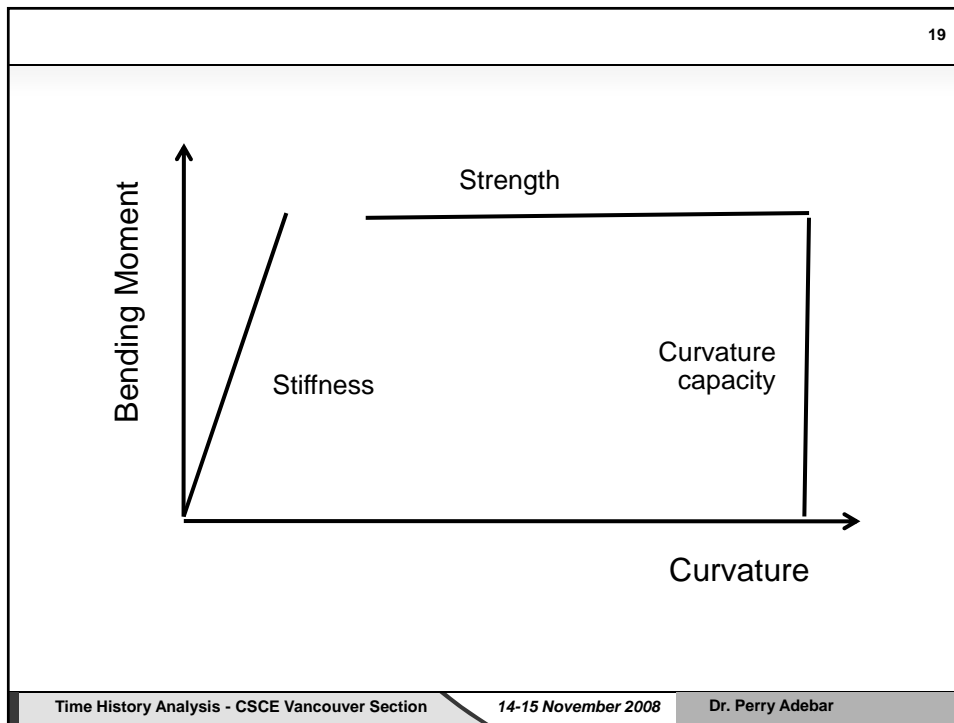 19
Strength
Bending Moment
Stiffness
Curvature
capacity
Curvature
Time History Analysis - CSCE Vancouver Section
14-15 November 2008
Dr. Perry Adebar